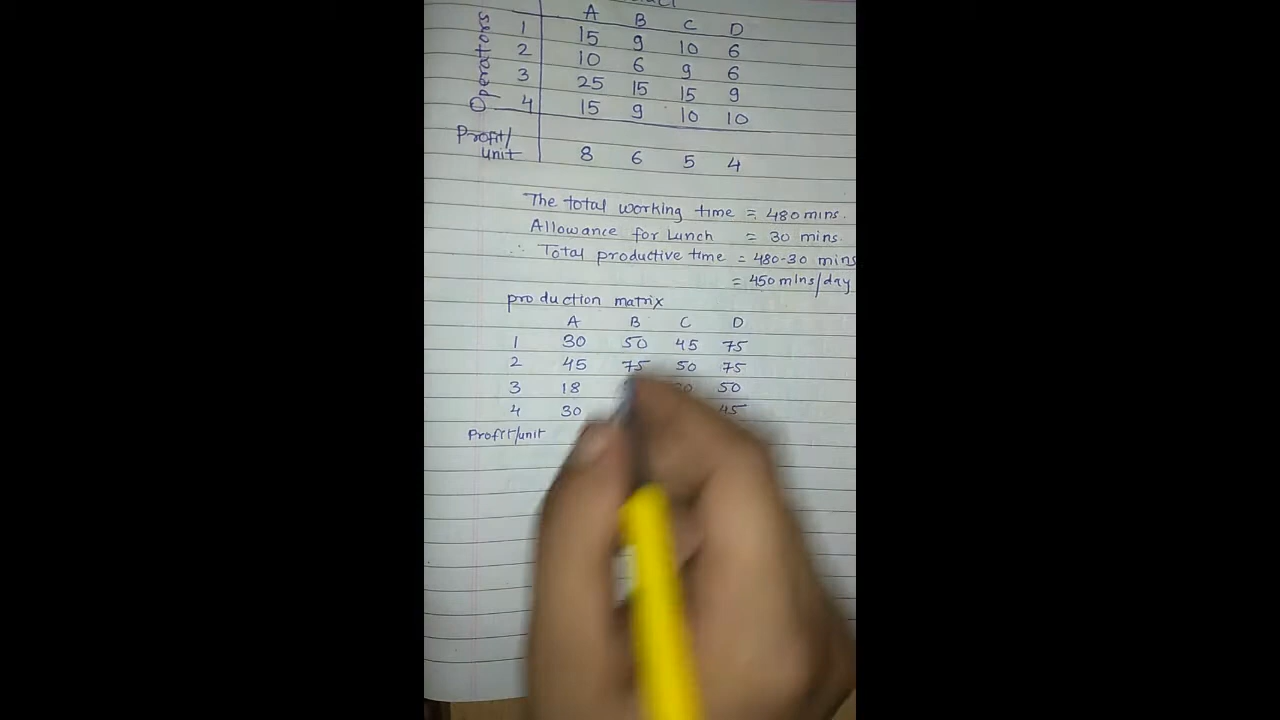 A B C D
Operators
1 15 9 10 6
2 10 6 9 6
3 25 15 15 9
4 15 9 10 10
Profit/
unit 8 6 5 4
The total working time = 480 mins.
Allowance for Lunch = 30 mins.
∴ Total productive time = 480-30 mins
= 450 mins/day
production matrix
A B C D
1 30 50 45 75
2 45 75 50 75
3 18 50
4 30 45
Profit/unit